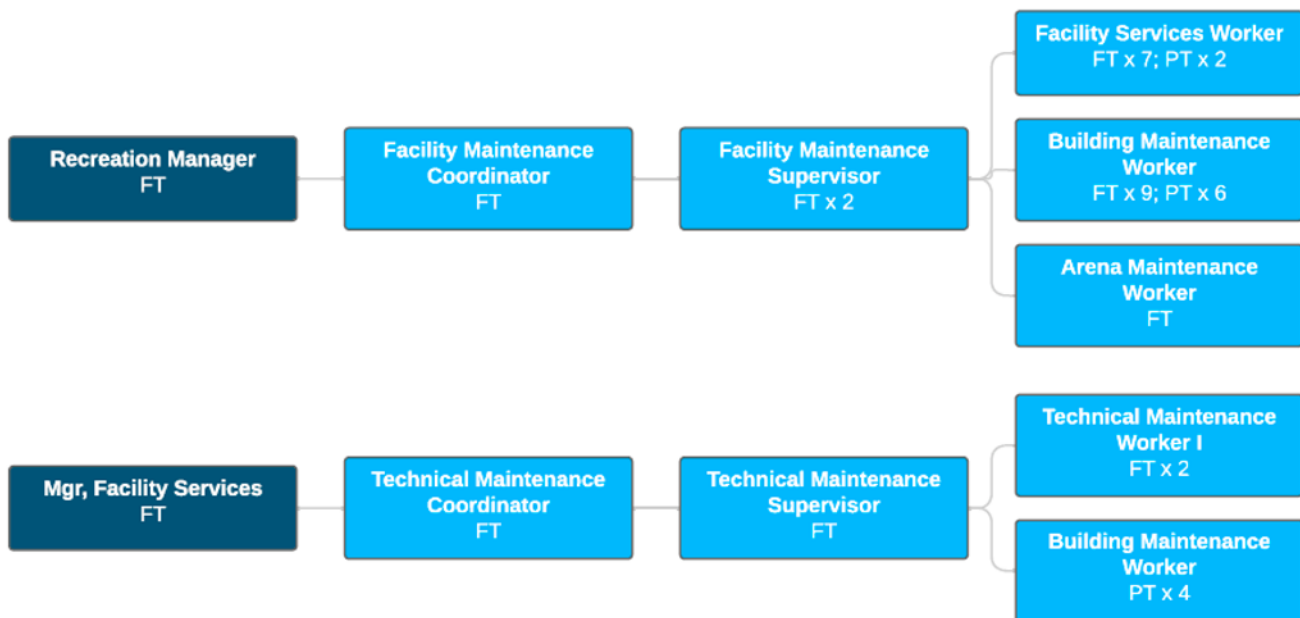 Recreation Manager
FT
Facility Maintenance
Coordinator
FT
Facility Maintenance
Supervisor
FT x 2
Facility Services Worker
FT x 7; PT x 2
Building Maintenance
Worker
FT x 9; PT x 6
Arena Maintenance
Worker
FT
Mgr, Facility Services
FT
Technical Maintenance
Coordinator
FT
Technical Maintenance
Supervisor
FT
Technical Maintenance
Worker I
FT x 2
Building Maintenance
Worker
PT x 4